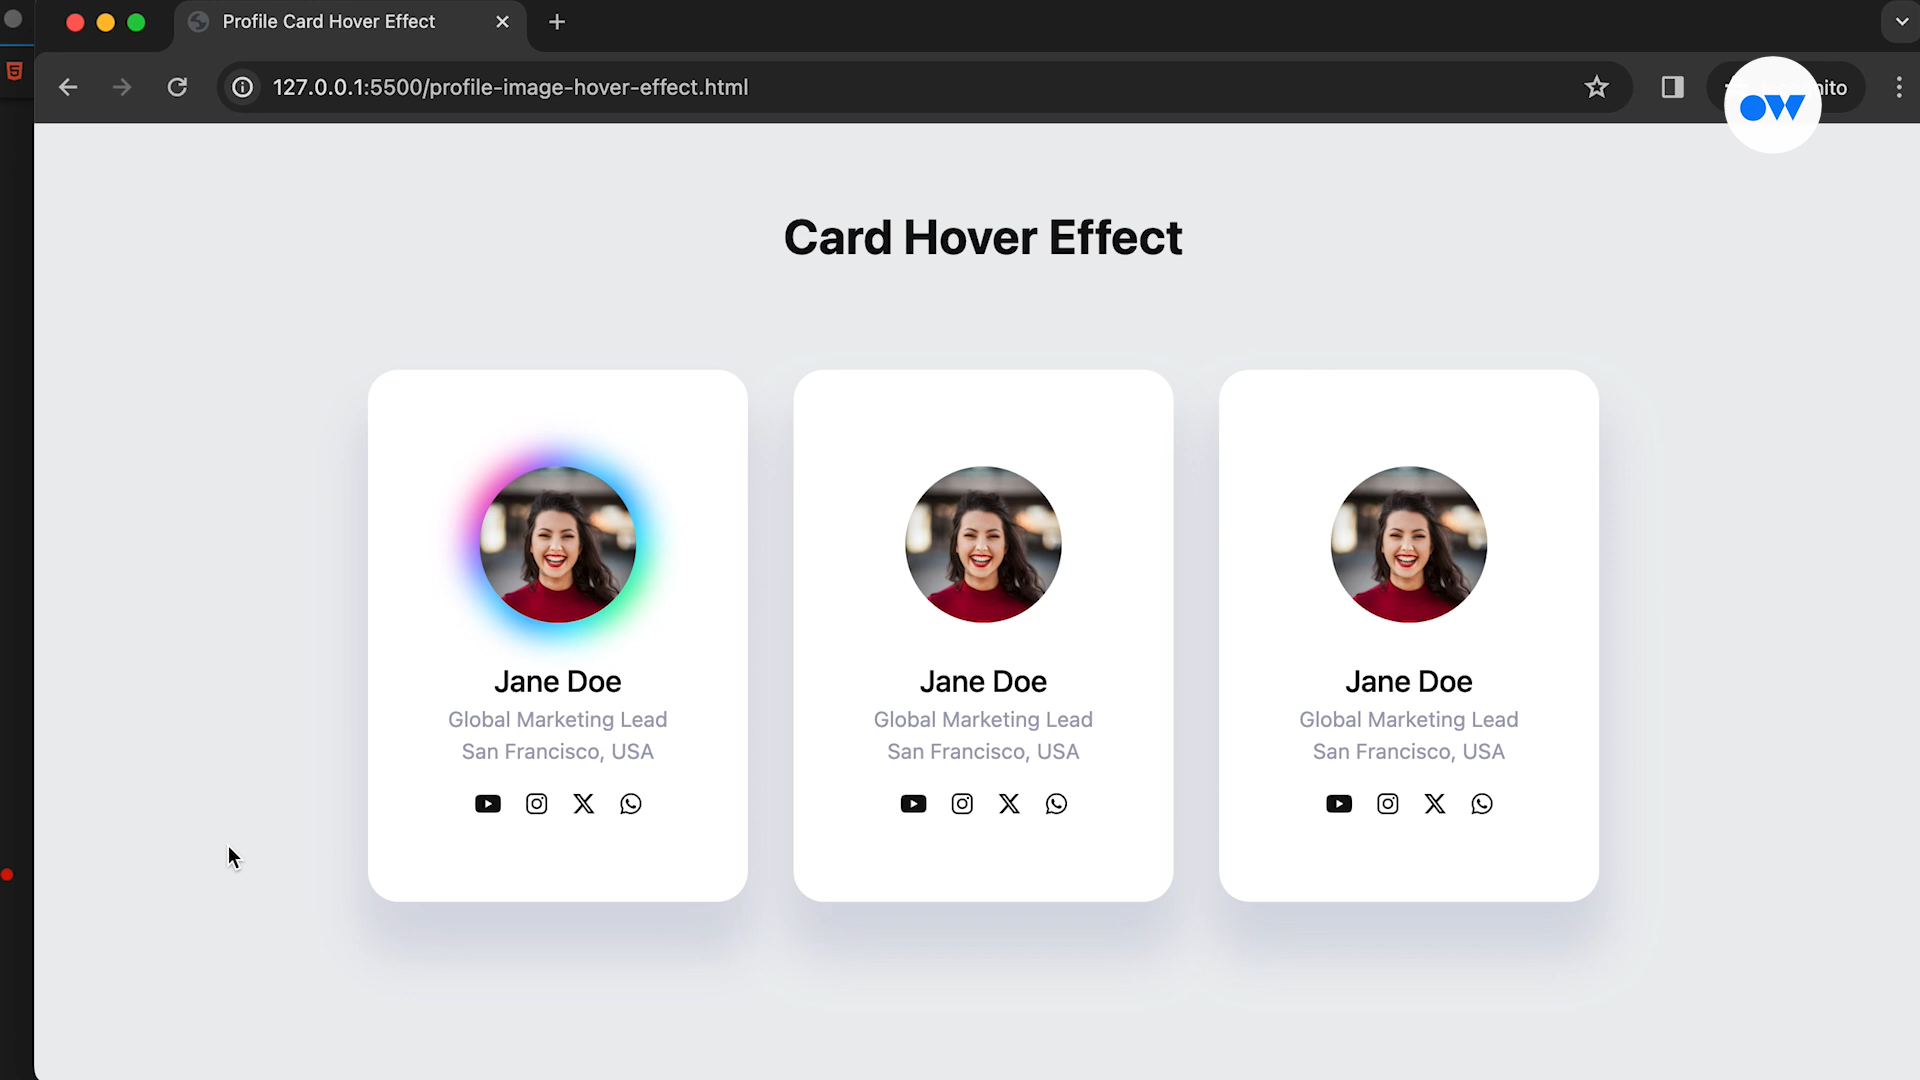 Profile Card Hover Effect
127.0.0.1:5500/profile-image-hover-effect.html
nito
OW
Card Hover Effect
Jane Doe
Global Marketing Lead
San Francisco, USA
Jane Doe
Global Marketing Lead
San Francisco, USA
Jane Doe
Global Marketing Lead
San Francisco, USA